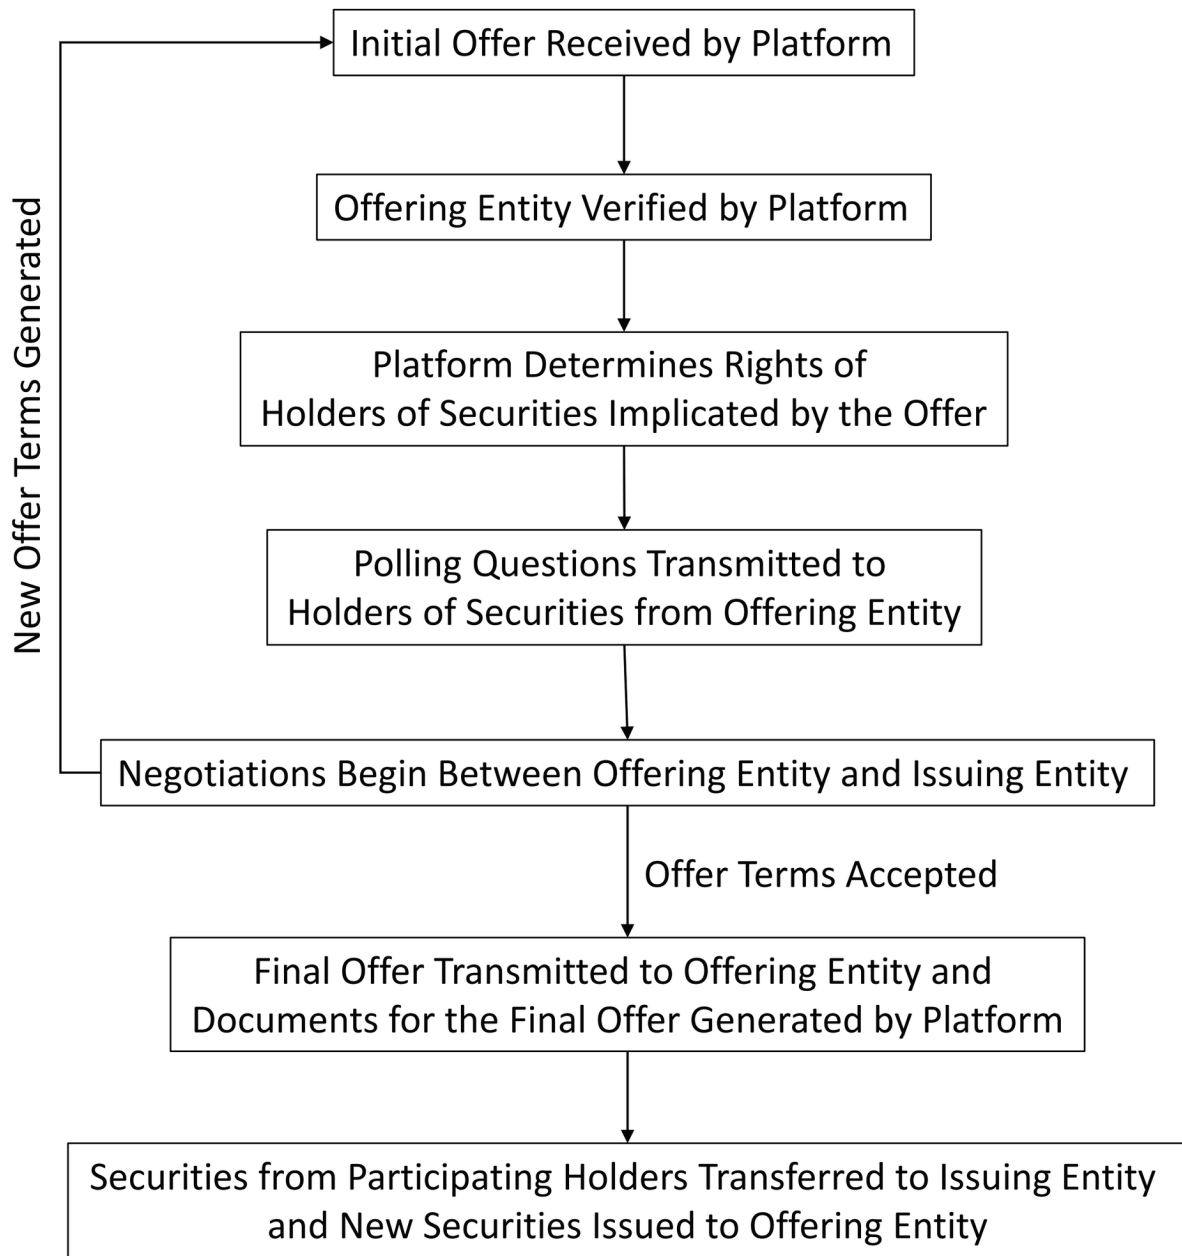 Initial Offer Received by Platform
Offering Entity Verified by Platform
Platform Determines Rights of
Holders of Securities Implicated by the Offer
Polling Questions Transmitted to
Holders of Securities from Offering Entity
New Offer Terms Generated
Negotiations Begin Between Offering Entity and Issuing Entity
Offer Terms Accepted
Final Offer Transmitted to Offering Entity and
Documents for the Final Offer Generated by Platform
Securities from Participating Holders Transferred to Issuing Entity
and New Securities Issued to Offering Entity